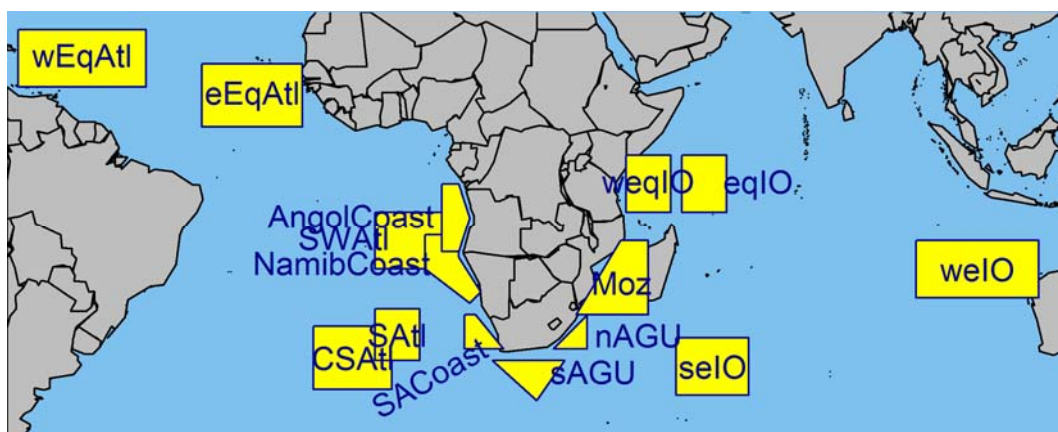 wEqAtl
eEqAtl
weqIO
eqIO
AngolCoast
SWAtl
NamibCoast
weIO
Moz
SAtl
nAGU
CSAtl
SACoast
sAGU
seIO